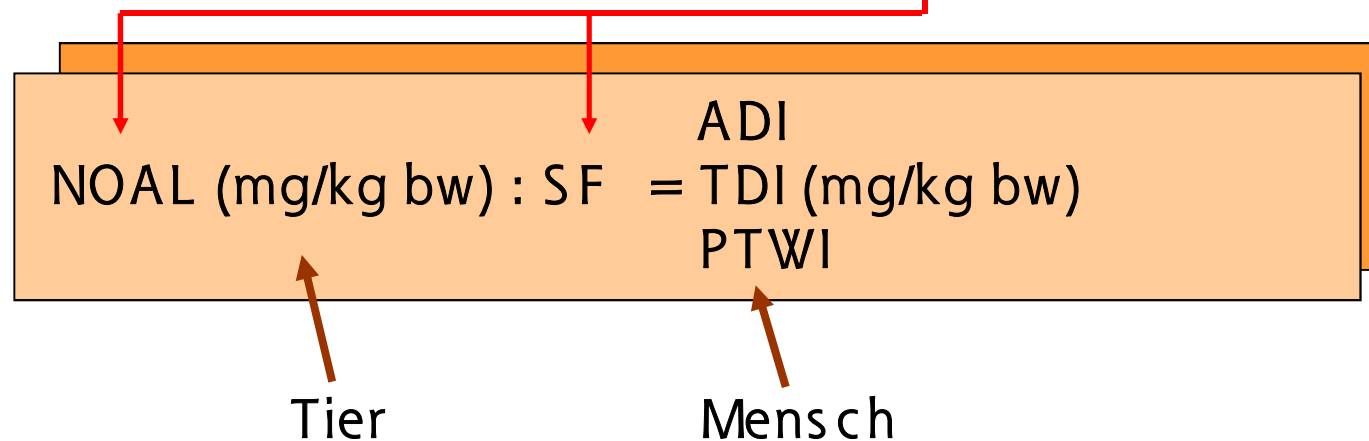 ADI
NOAL (mg/kg bw) : SF = TDI (mg/kg bw)
PTWI
Tier Mensch